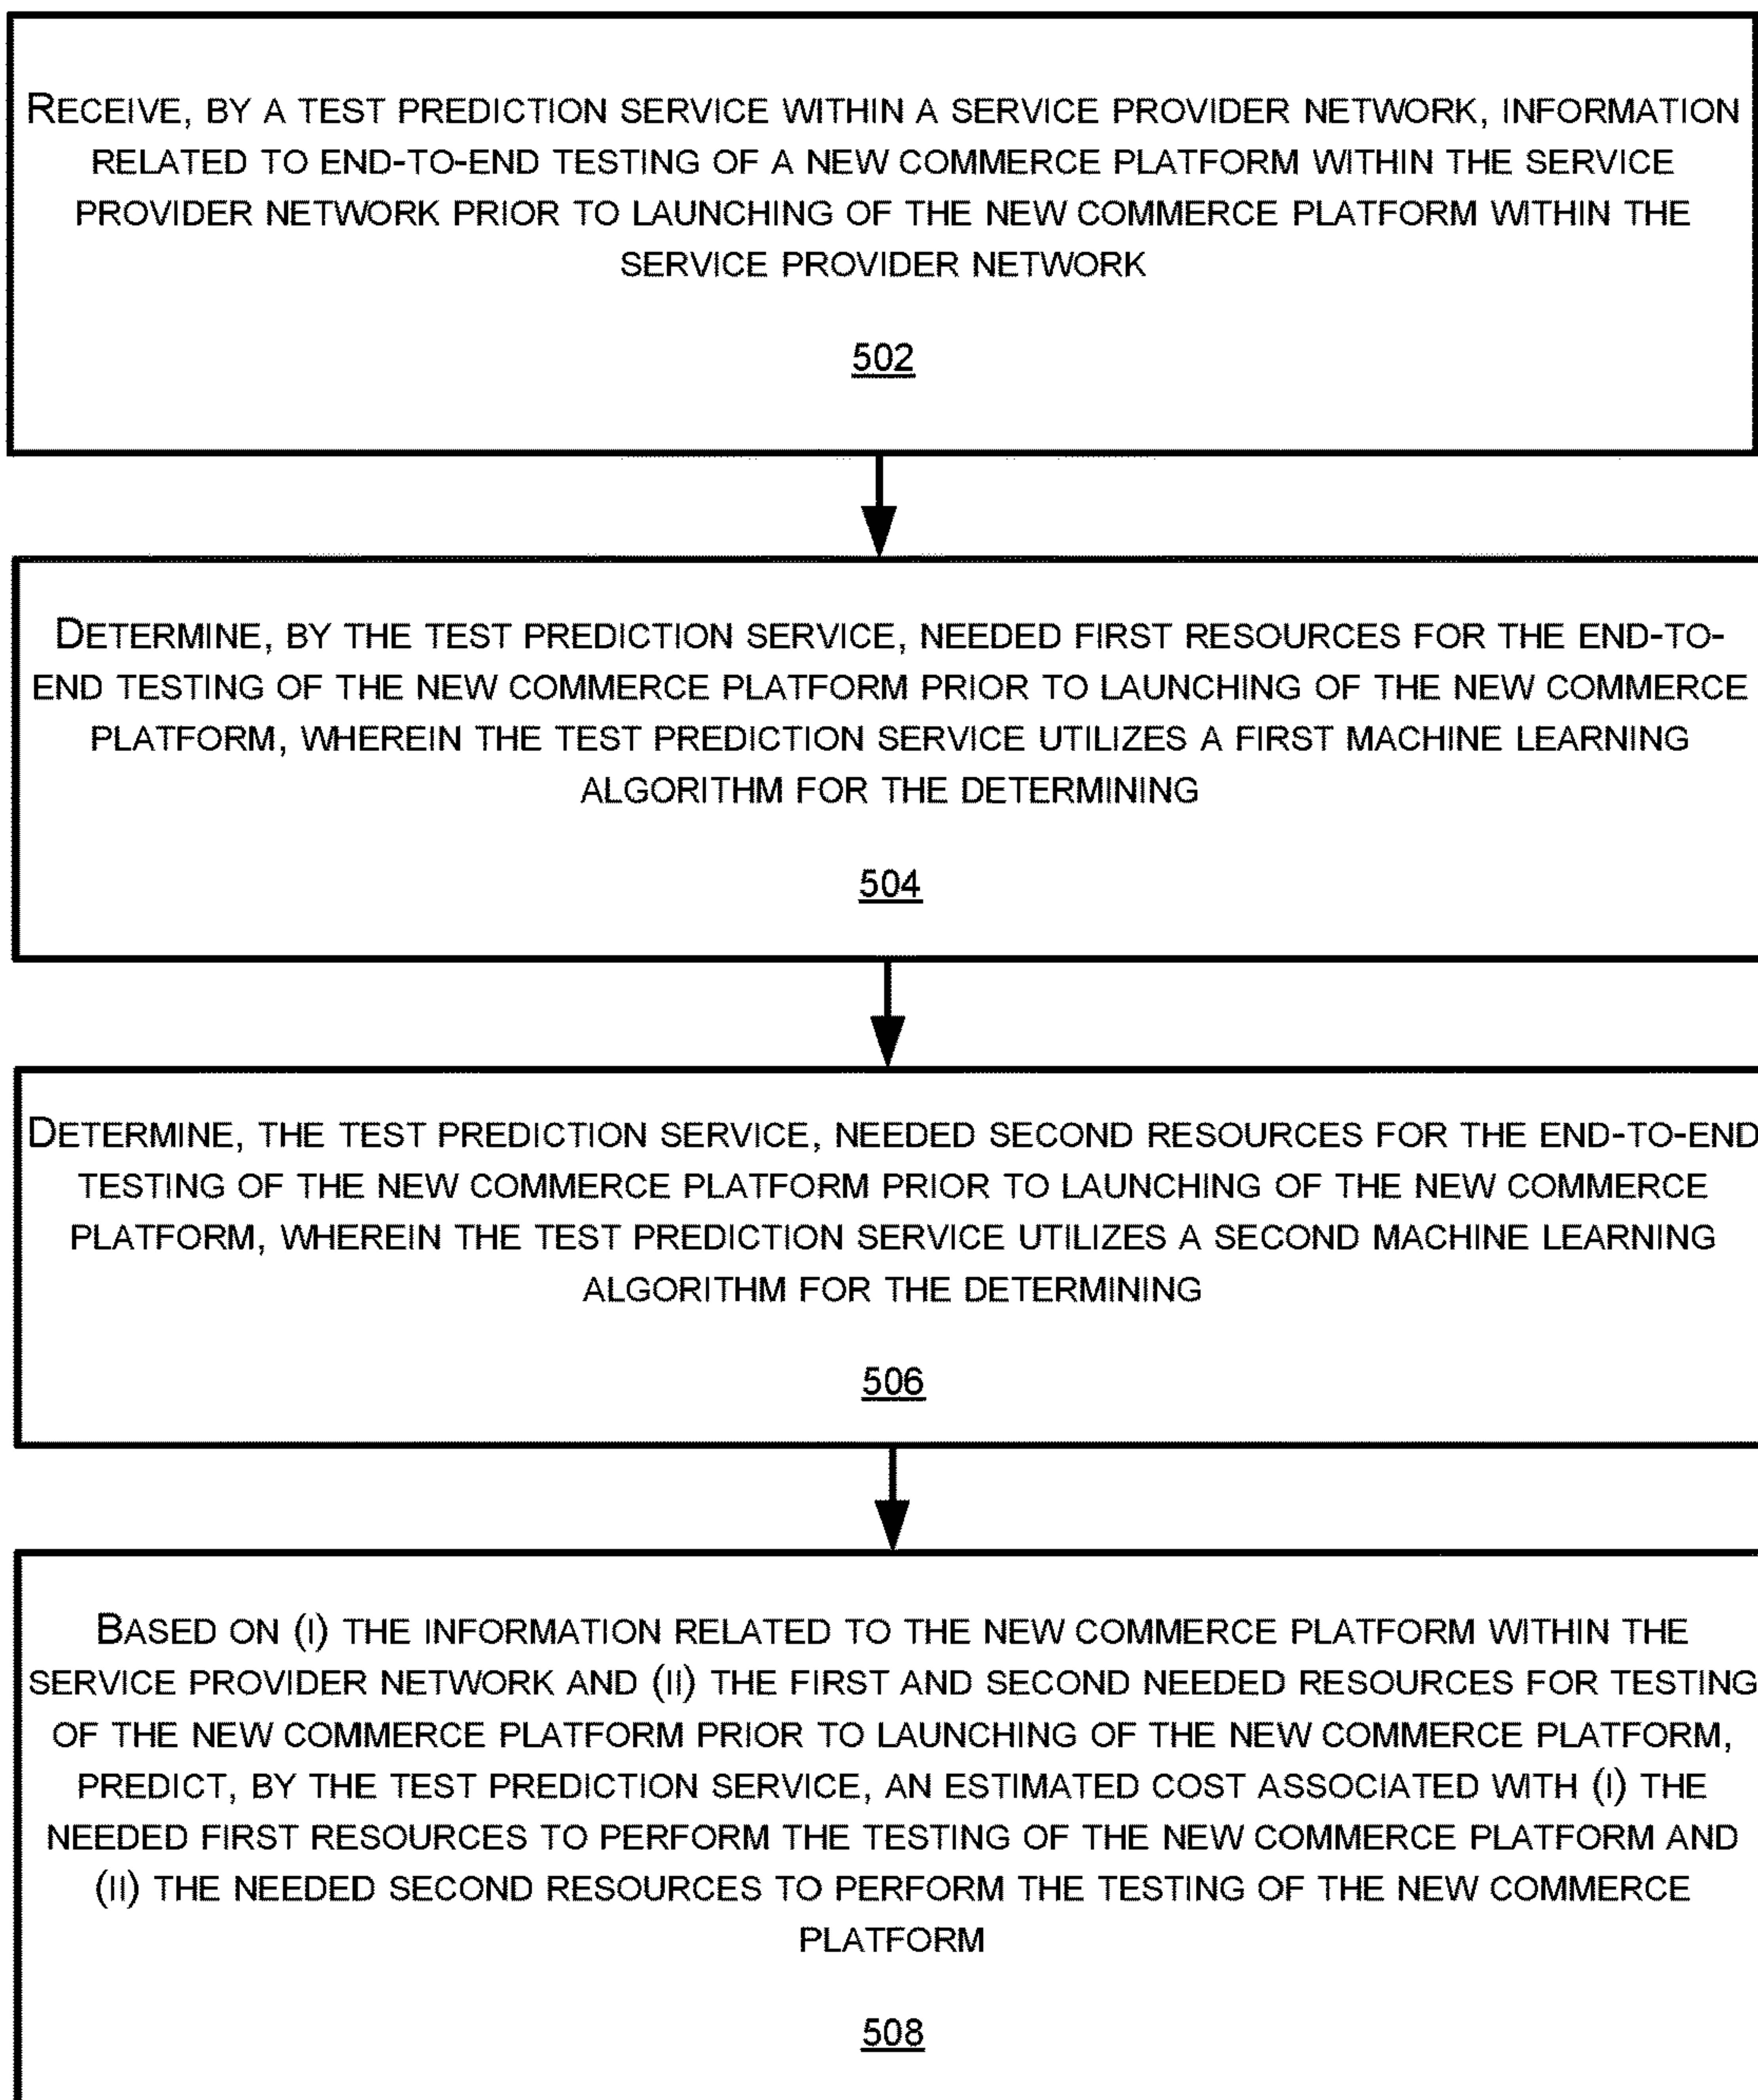 RECEIVE, BY A TEST PREDICTION SERVICE WITHIN A SERVICE PROVIDER NETWORK, INFORMATION
RELATED TO END-TO-END TESTING OF A NEW COMMERCE PLATFORM WITHIN THE SERVICE
PROVIDER NETWORK PRIOR TO LAUNCHING OF THE NEW COMMERCE PLATFORM WITHIN THE
SERVICE PROVIDER NETWORK
502
DETERMINE, BY THE TEST PREDICTION SERVICE, NEEDED FIRST RESOURCES FOR THE END-TO-
END TESTING OF THE NEW COMMERCE PLATFORM PRIOR TO LAUNCHING OF THE NEW COMMERCE
PLATFORM, WHEREIN THE TEST PREDICTION SERVICE UTILIZES A FIRST MACHINE LEARNING
ALGORITHM FOR THE DETERMINING
504
DETERMINE, THE TEST PREDICTION SERVICE, NEEDED SECOND RESOURCES FOR THE END-TO-END
TESTING OF THE NEW COMMERCE PLATFORM PRIOR TO LAUNCHING OF THE NEW COMMERCE
PLATFORM, WHEREIN THE TEST PREDICTION SERVICE UTILIZES A SECOND MACHINE LEARNING
ALGORITHM FOR THE DETERMINING
506
BASED ON (I) THE INFORMATION RELATED TO THE NEW COMMERCE PLATFORM WITHIN THE
SERVICE PROVIDER NETWORK AND (II) THE FIRST AND SECOND NEEDED RESOURCES FOR TESTING
OF THE NEW COMMERCE PLATFORM PRIOR TO LAUNCHING OF THE NEW COMMERCE PLATFORM,
PREDICT, BY THE TEST PREDICTION SERVICE, AN ESTIMATED COST ASSOCIATED WITH (I) THE
NEEDED FIRST RESOURCES TO PERFORM THE TESTING OF THE NEW COMMERCE PLATFORM AND
(II) THE NEEDED SECOND RESOURCES TO PERFORM THE TESTING OF THE NEW COMMERCE
PLATFORM
508